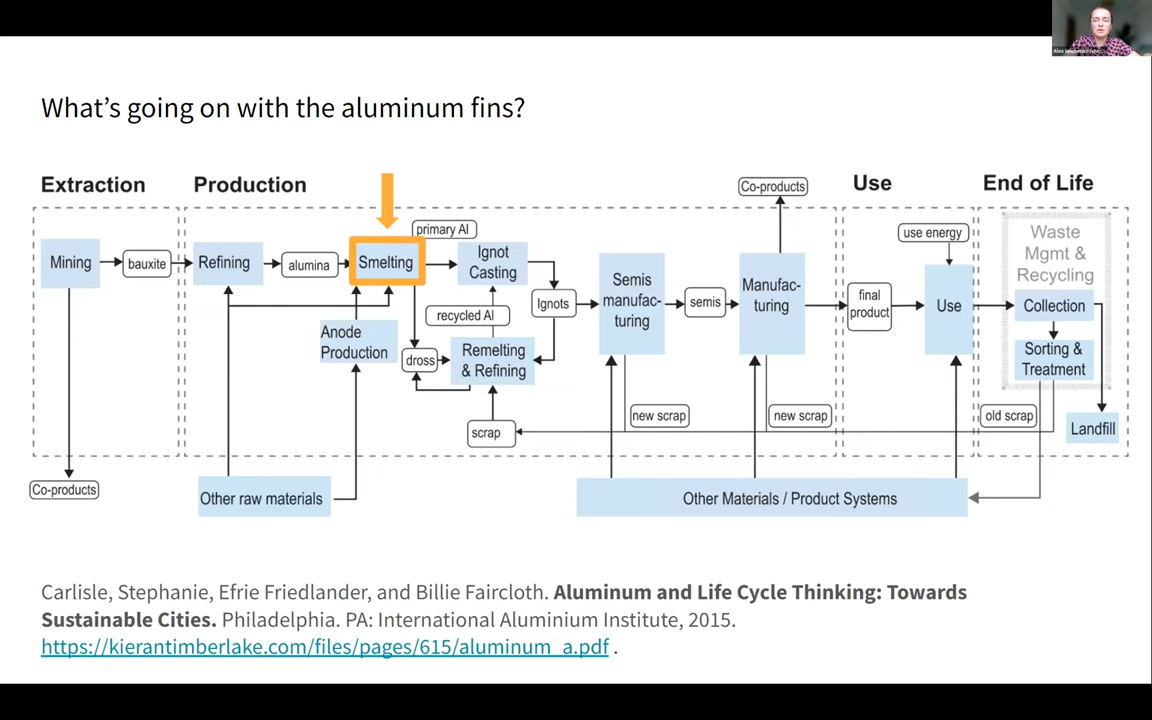 What's going on with the aluminum fins?
Extraction
Production
Use
End of Life
Mining
bauxite
Co-products
Refining
alumina
Smelting
primary Al
Ignot
Casting
Ignots
recycled Al
Anode
Production
dross
Remelting
& Refining
scrap
Other raw materials
Semis
manufac-
turing
semis
new scrap
Co-products
Manufac-
turing
new scrap
final
product
use energy
Use
Waste
Mgmt &
Recycling
Collection
Sorting &
Treatment
old scrap
Landfill
Other Materials / Product Systems
Carlisle, Stephanie, Efrie Friedlander, and Billie Faircloth. Aluminum and Life Cycle Thinking: Towards
Sustainable Cities. Philadelphia. PA: International Aluminium Institute, 2015.
https://kierantimberlake.com/files/pages/615/aluminum_a.pdf .